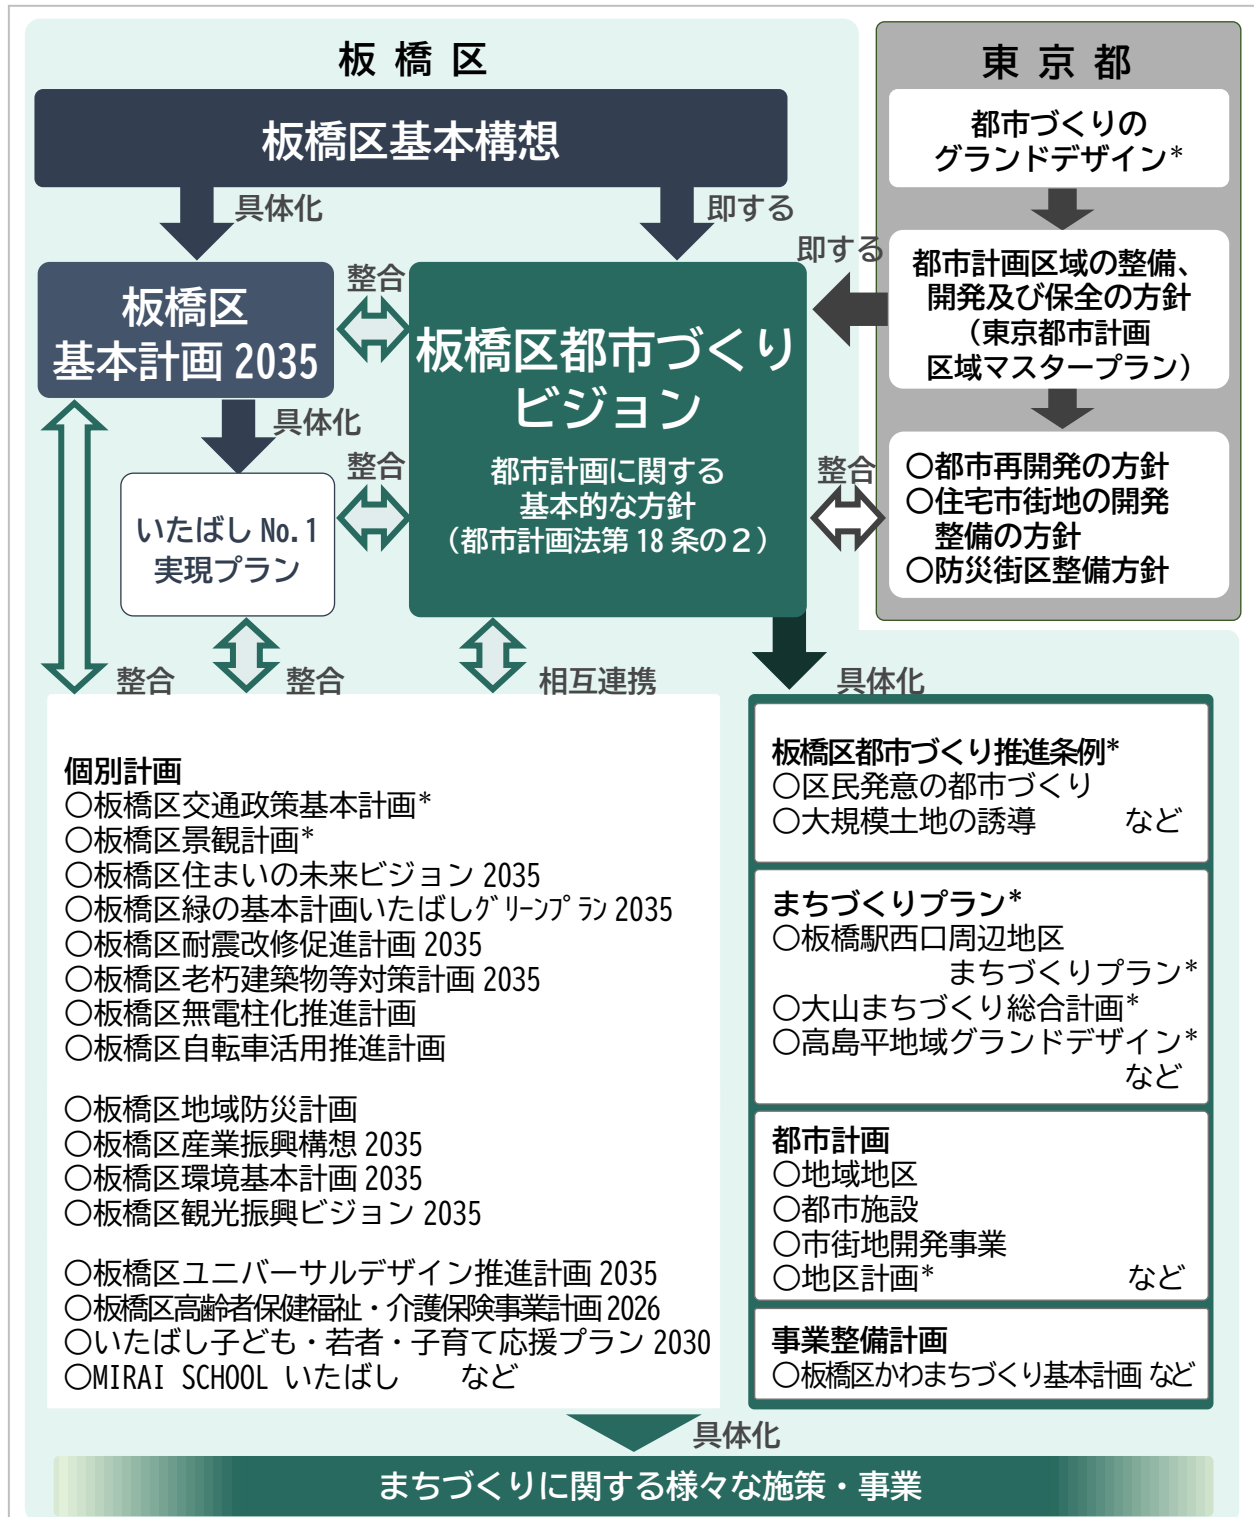 板橋区
板橋区基本構想
具体化
即する
板橋区
基本計画 2035
整合
具体化
いたばし No.1
実現プラン
整合
板橋区都市づくり
ビジョン
都市計画に関する
基本的な方針
（都市計画法第 18 条の２）
東京都
都市づくりの
グランドデザイン*
即する
都市計画区域の整備、
開発及び保全の方針
（東京都市計画
区域マスタープラン）
整合
○都市再開発の方針
○住宅市街地の開発
整備の方針
○防災街区整備方針
整合
整合
相互連携
具体化
個別計画
○板橋区交通政策基本計画*
○板橋区景観計画*
○板橋区住まいの未来ビジョン 2035
○板橋区緑の基本計画いたばしｸﾞﾘｰﾝﾌﾟﾗﾝ 2035
○板橋区耐震改修促進計画 2035
○板橋区老朽建築物等対策計画 2035
○板橋区無電柱化推進計画
○板橋区自転車活用推進計画
○板橋区地域防災計画
○板橋区産業振興構想 2035
○板橋区環境基本計画 2035
○板橋区観光振興ビジョン 2035
○板橋区ユニバーサルデザイン推進計画 2035
○板橋区高齢者保健福祉・介護保険事業計画 2026
○いたばし子ども・若者・子育て応援プラン 2030
○MIRAI SCHOOL いたばし　など
板橋区都市づくり推進条例*
○区民発意の都市づくり
○大規模土地の誘導　など
まちづくりプラン*
○板橋駅西口周辺地区
まちづくりプラン*
○大山まちづくり総合計画*
○高島平地域グランドデザイン*
など
都市計画
○地域地区
○都市施設
○市街地開発事業
○地区計画*　など
事業整備計画
○板橋区かわまちづくり基本計画 など
具体化
まちづくりに関する様々な施策・事業